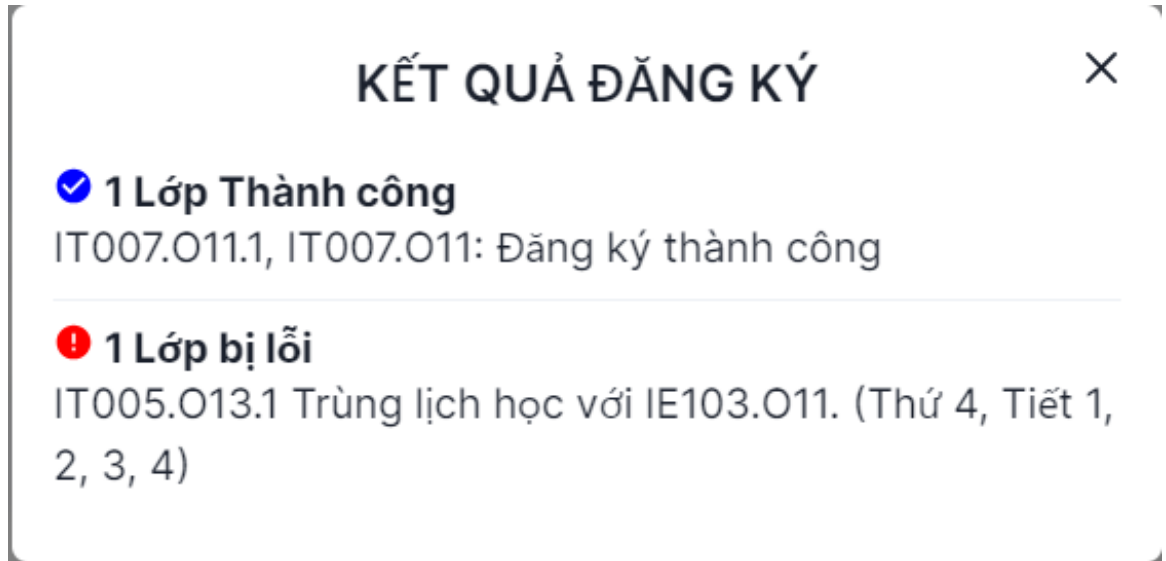 KẾT QUẢ ĐĂNG KÝ
1 Lớp Thành công
IT007.O11.1, IT007.O11: Đăng ký thành công
1 Lớp bị lỗi
IT005.O13.1 Trùng lịch học với IE103.O11. (Thứ 4, Tiết 1,
2, 3, 4)